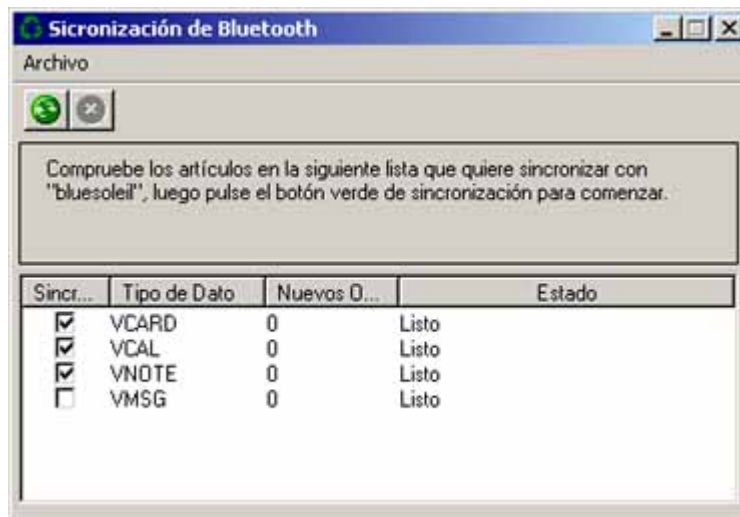 Sicronización de Bluetooth
Archivo
Compruebe los artículos en la siguiente lista que quiere sincronizar con
"bluesoleil", luego pulse el botón verde de sincronización para comenzar.
Sincr... Tipo de Dato Nuevos O... Estado
VCARD 0 Listo
VCAL 0 Listo
VNOTE 0 Listo
VMSG 0 Listo